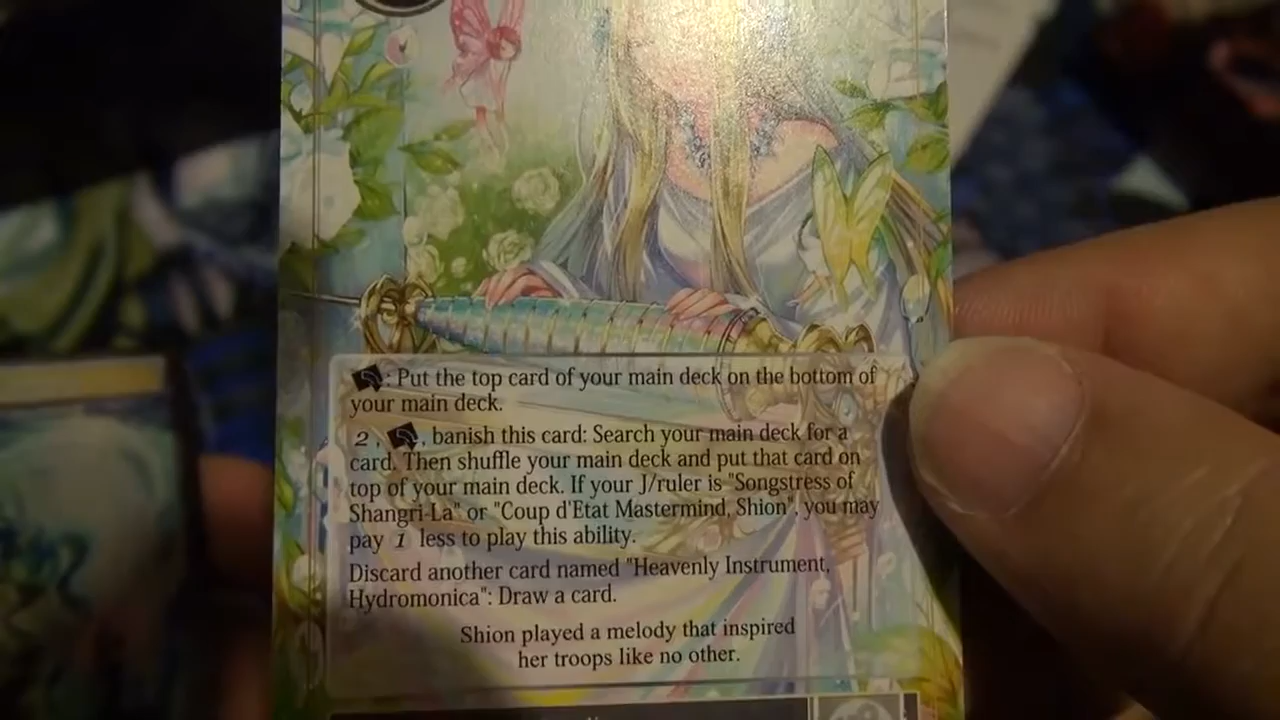 : Put the top card of your main deck on the bottom of
your main deck.
2, , banish this card: Search your main deck for a
card. Then shuffle your main deck and put that card on
top of your main deck. If your J/ruler is "Songstress of
Shangri-La" or "Coup d'Etat Mastermind, Shion", you may
pay 1 less to play this ability.
Discard another card named "Heavenly Instrument,
Hydromonica": Draw a card.
Shion played a melody that inspired
her troops like no other.